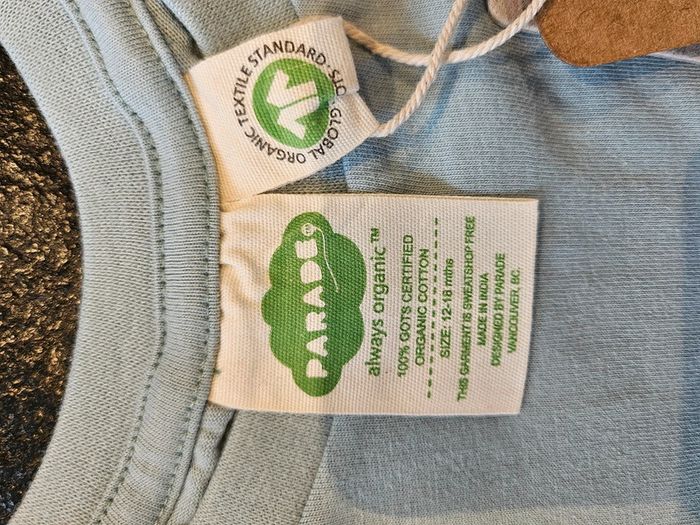 GLOBAL ORGANIC TEXTILE STANDARD · GOTS ·
PARADE
always organic™
100% GOTS CERTIFIED
ORGANIC COTTON
SIZE: 12-18 mths
THIS GARMENT IS SWEATSHOP FREE
MADE IN INDIA
DESIGNED BY PARADE
VANCOUVER, BC.